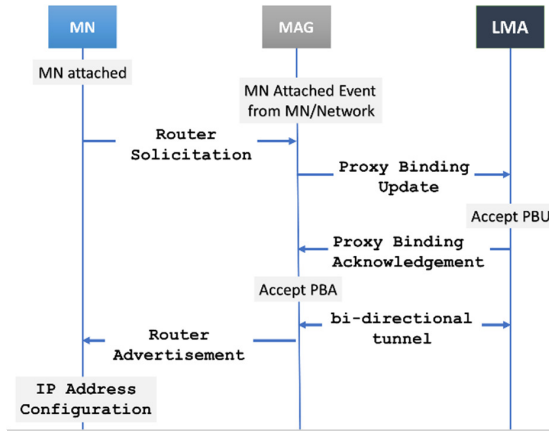 MN
MAG
LMA
MN attached
MN Attached Event
from MN/Network
Router
Solicitation
Proxy Binding
Update
Accept PBU
Proxy Binding
Acknowledgement
Accept PBA
bi-directional
tunnel
Router
Advertisement
IP Address
Configuration